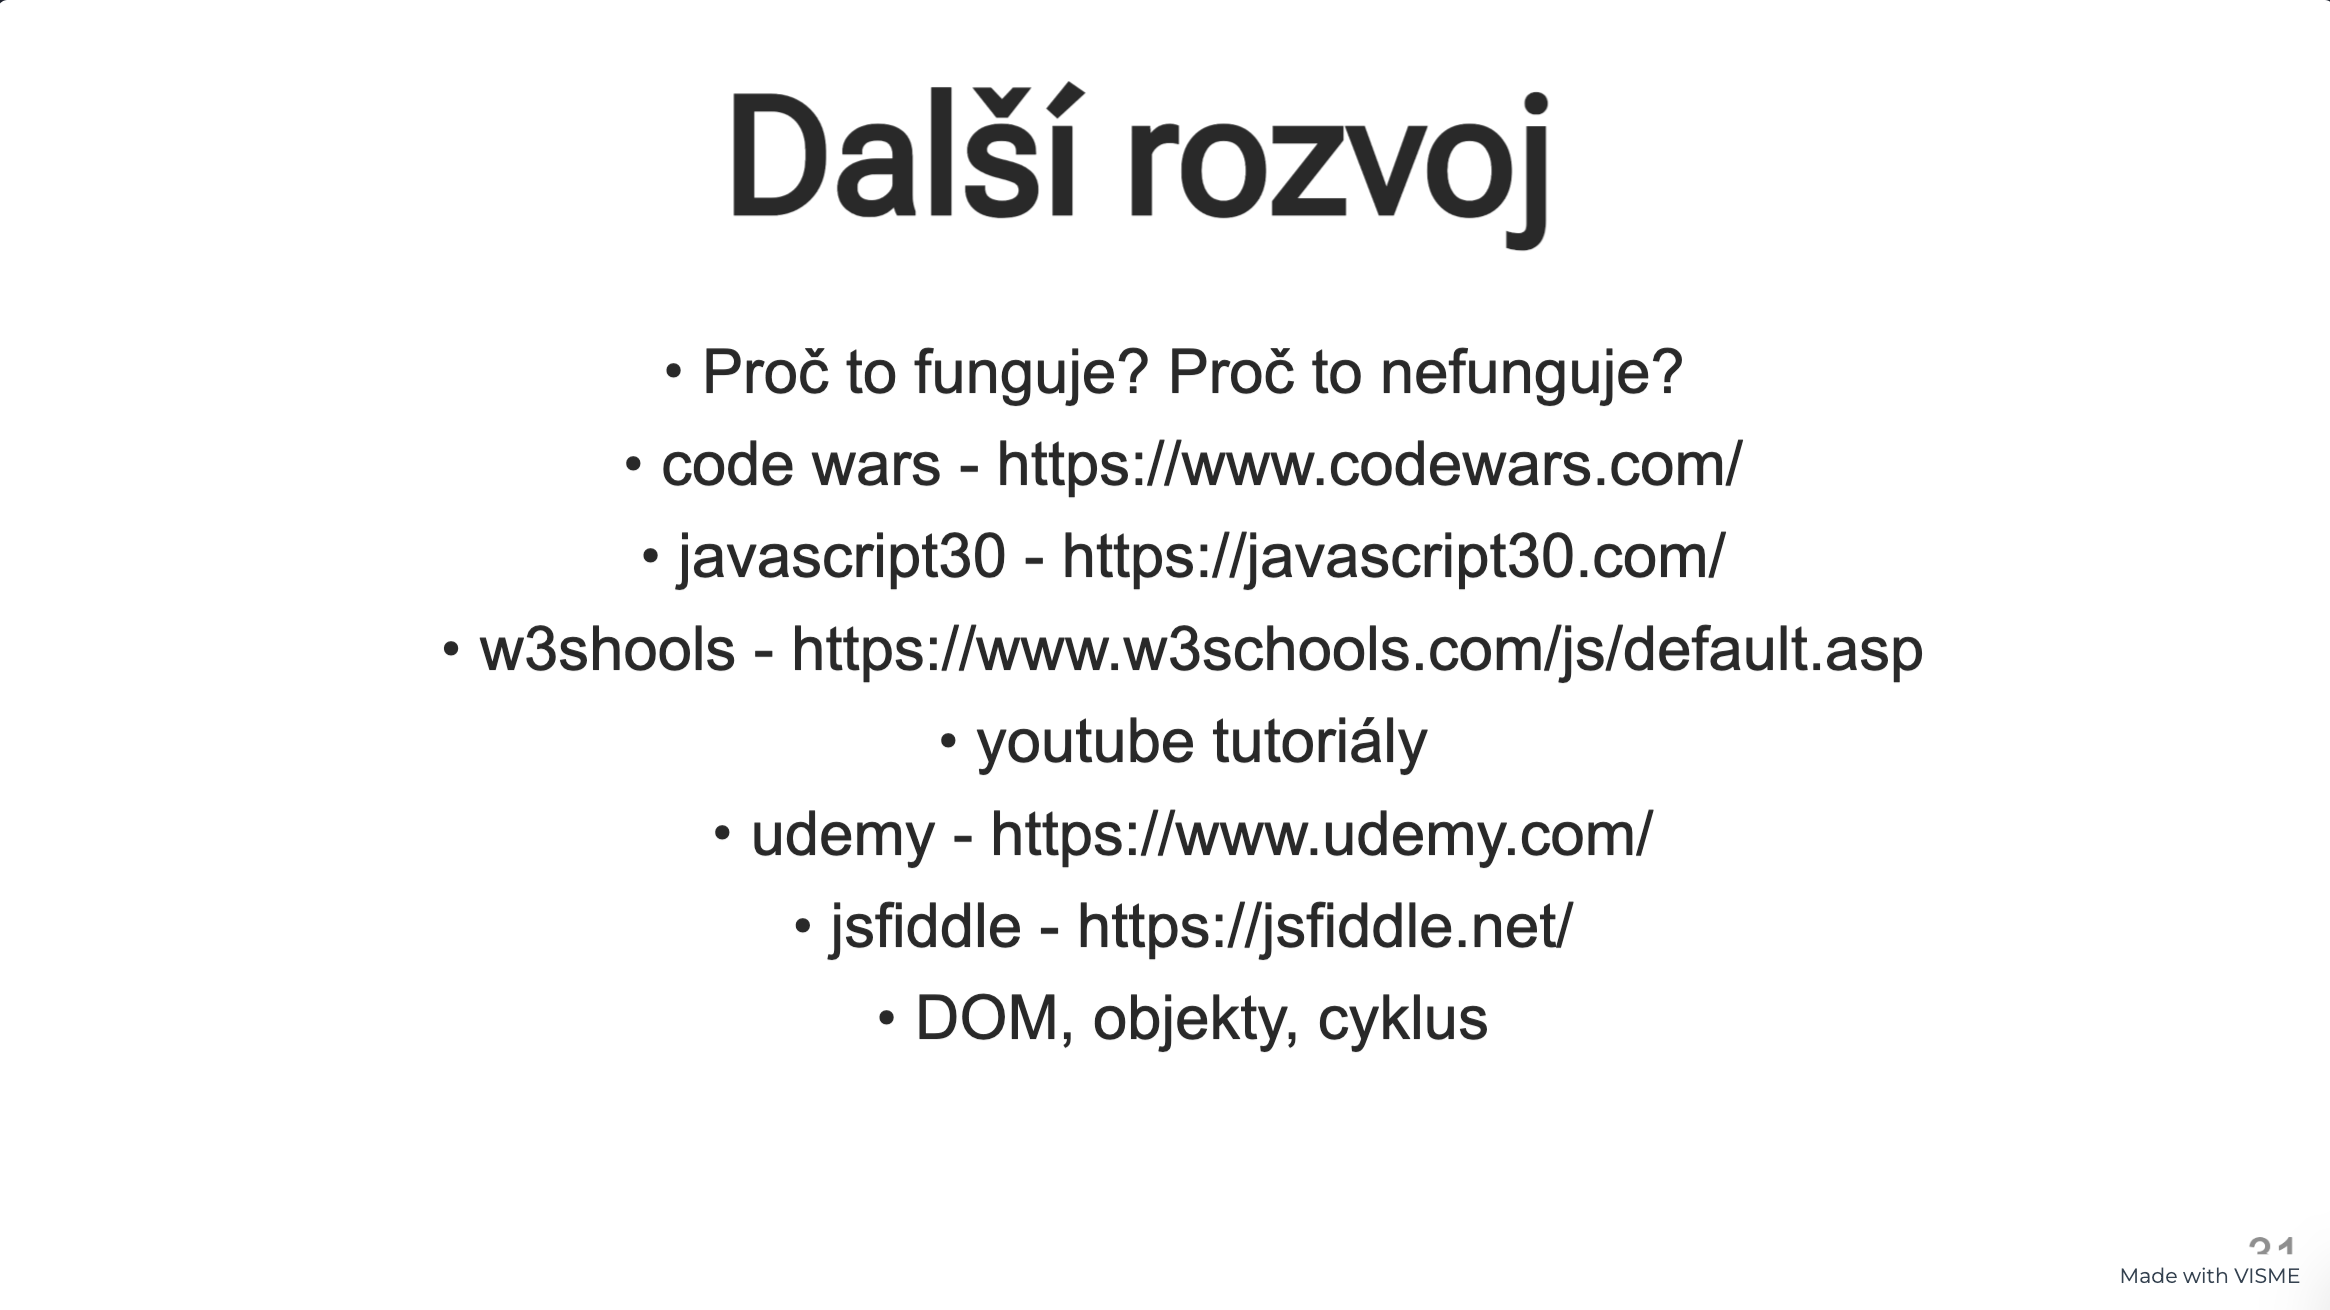 Další rozvoj
• Proč to funguje? Proč to nefunguje?
• code wars - https://www.codewars.com/
• javascript30 - https://javascript30.com/
• w3shools - https://www.w3schools.com/js/default.asp
• youtube tutoriály
• udemy - https://www.udemy.com/
• jsfiddle - https://jsfiddle.net/
• DOM, objekty, cyklus
Made with VISME